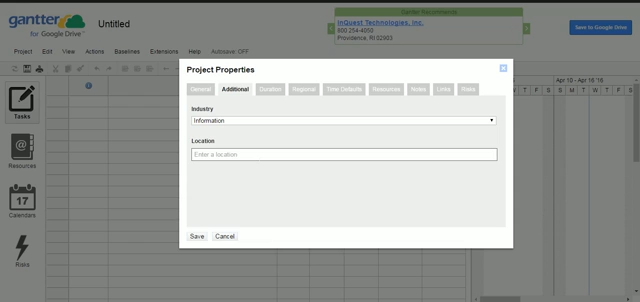 gantter
for Google Drive
Untitled
Gantter Recommends
InQuest Technologies, Inc.
800.254-4050
Providence, RI 02903
Save to Google Drive
Project Edit View Actions Baselines Extensions Help Autosave: OFF
Project Properties
General Additional Duration Regional Time Defaults Resources Notes Links Risks
Industry
Information
Location
Enter a location
Save Cancel
Tasks
Resources
17
Calendars
Risks
Apr 10 - Apr 16 '16
W T F S S M T W T F S